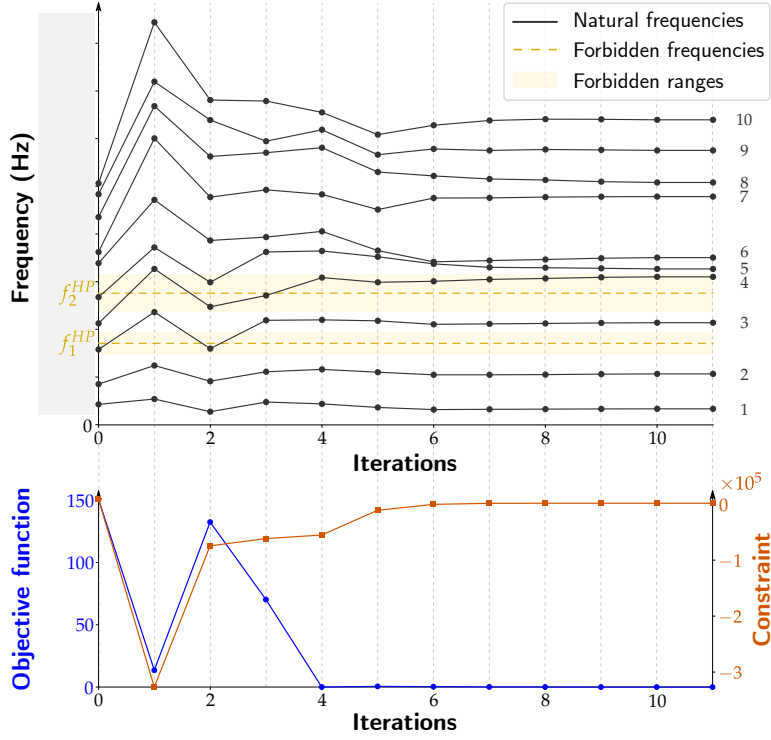 Natural frequencies
Forbidden frequencies
Forbidden ranges
Frequency (Hz)
10
9
8
7
6
5
4
3
2
1
f_2^{HP}
f_1^{HP}
0
0 2 4 6 8 10
Iterations
Objective function
150
100
50
0
×10^5
0
−1
−2
−3
Constraint
0 2 4 6 8 10
Iterations